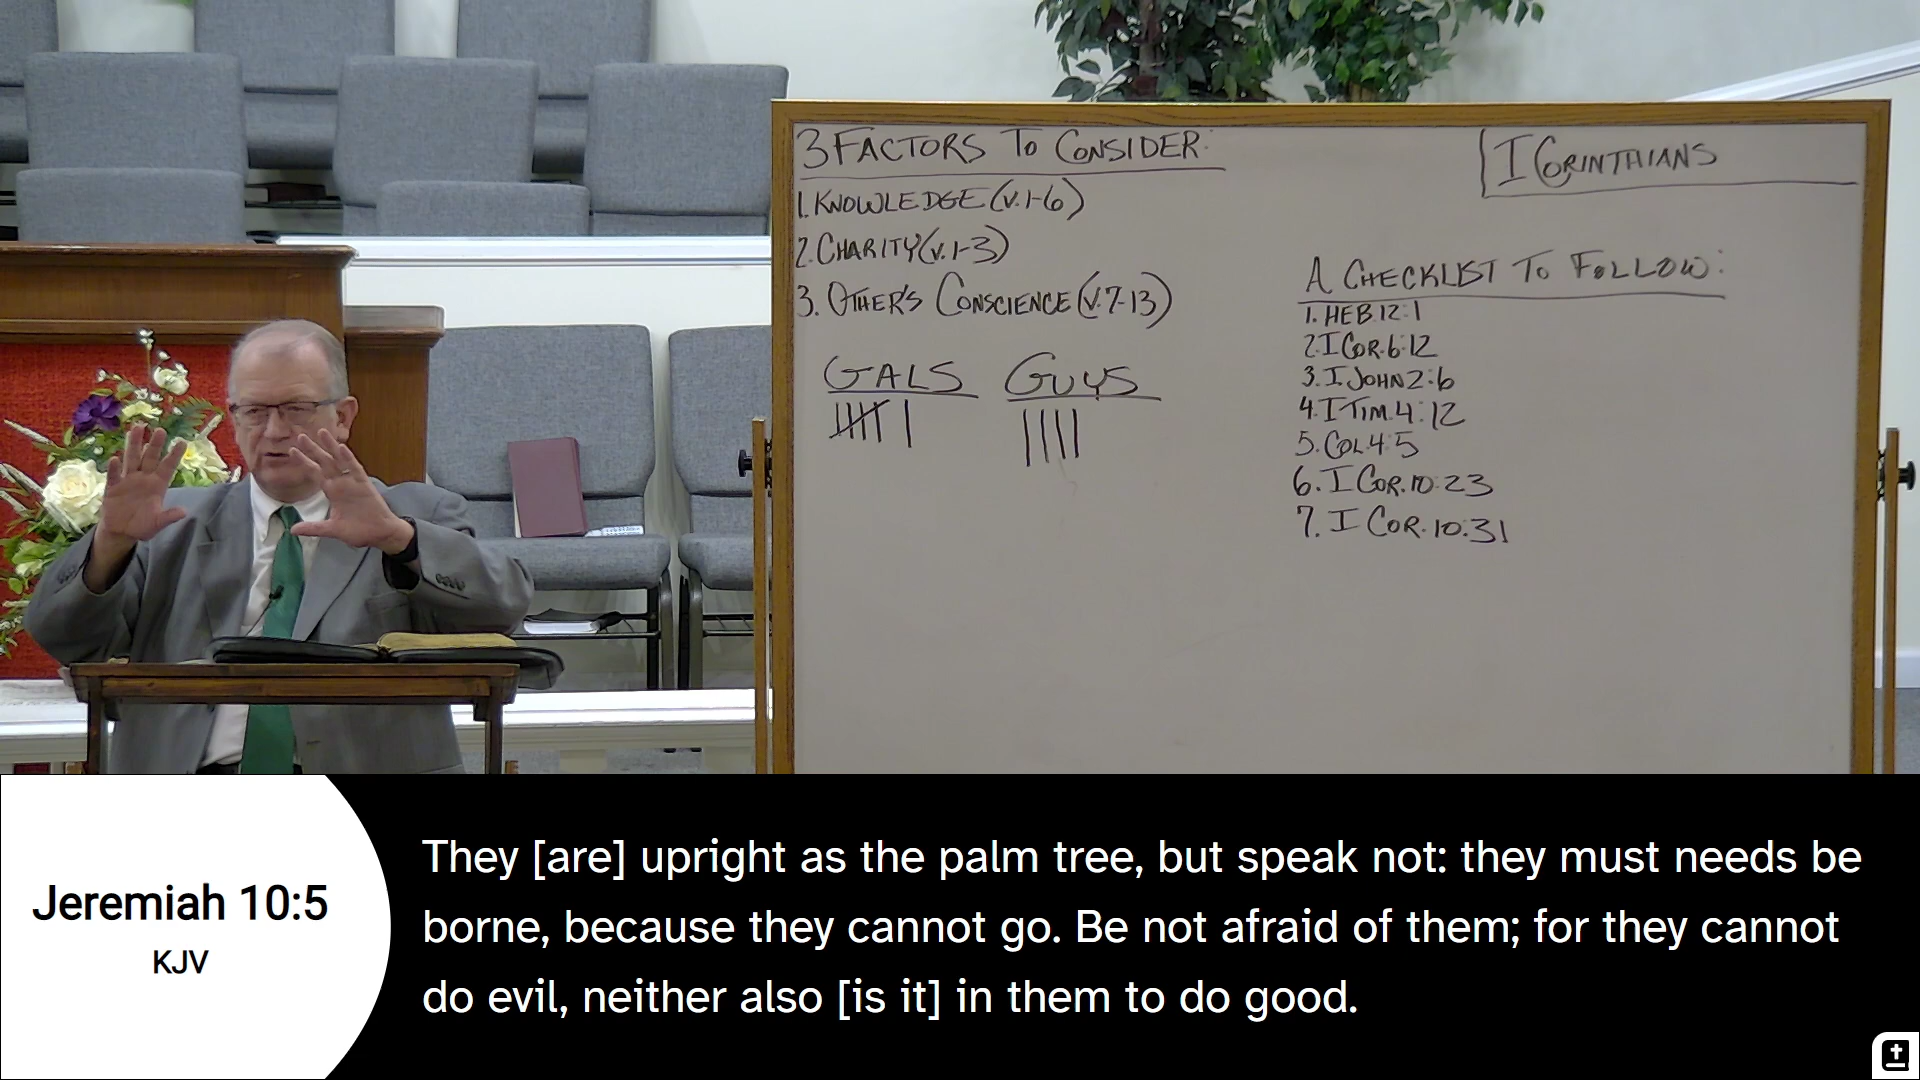 3 FACTORS TO CONSIDER:
1. KNOWLEDGE (V.1-6)
2. CHARITY (V.1-3)
3. OTHER'S CONSCIENCE (V.7-13)
GALS GUYS
I CORINTHIANS
A CHECKLIST TO FOLLOW:
1. HEB. 12:1
2. I COR. 6:12
3. I JOHN 2:6
4. I TIM. 4:12
5. COL. 4:5
6. I COR. 10:23
7. I COR. 10:31
Jeremiah 10:5
KJV
They [are] upright as the palm tree, but speak not: they must needs be
borne, because they cannot go. Be not afraid of them; for they cannot
do evil, neither also [is it] in them to do good.